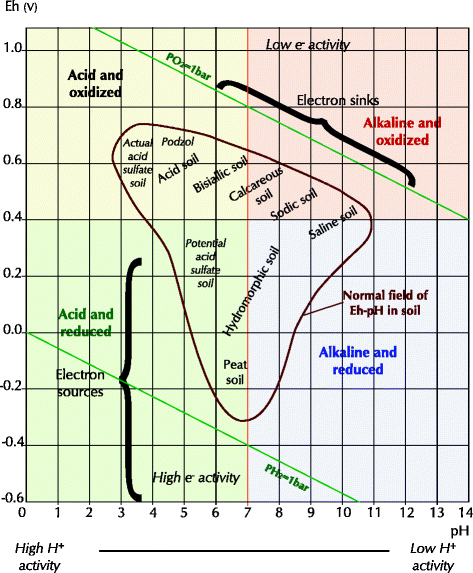 Eh (V)
1.0
0.8
0.6
0.4
0.2
0.0
-0.2
-0.4
-0.6
Low e- activity
PO₂=1bar
Acid and
oxidized
Electron sinks
Alkaline and
oxidized
Actual
acid
sulfate
soil
Podzol
Acid soil
Bisiallic soil
Calcareous
soil
Sodic soil
Saline soil
Potential
acid
sulfate
soil
Hydromorphic soil
Normal field of
Eh-pH in soil
Acid and
reduced
Alkaline and
reduced
Peat
soil
Electron
sources
High e- activity
PH₂=1bar
0 1 2 3 4 5 6 7 8 9 10 11 12 13 14
pH
High H⁺
activity
Low H⁺
activity